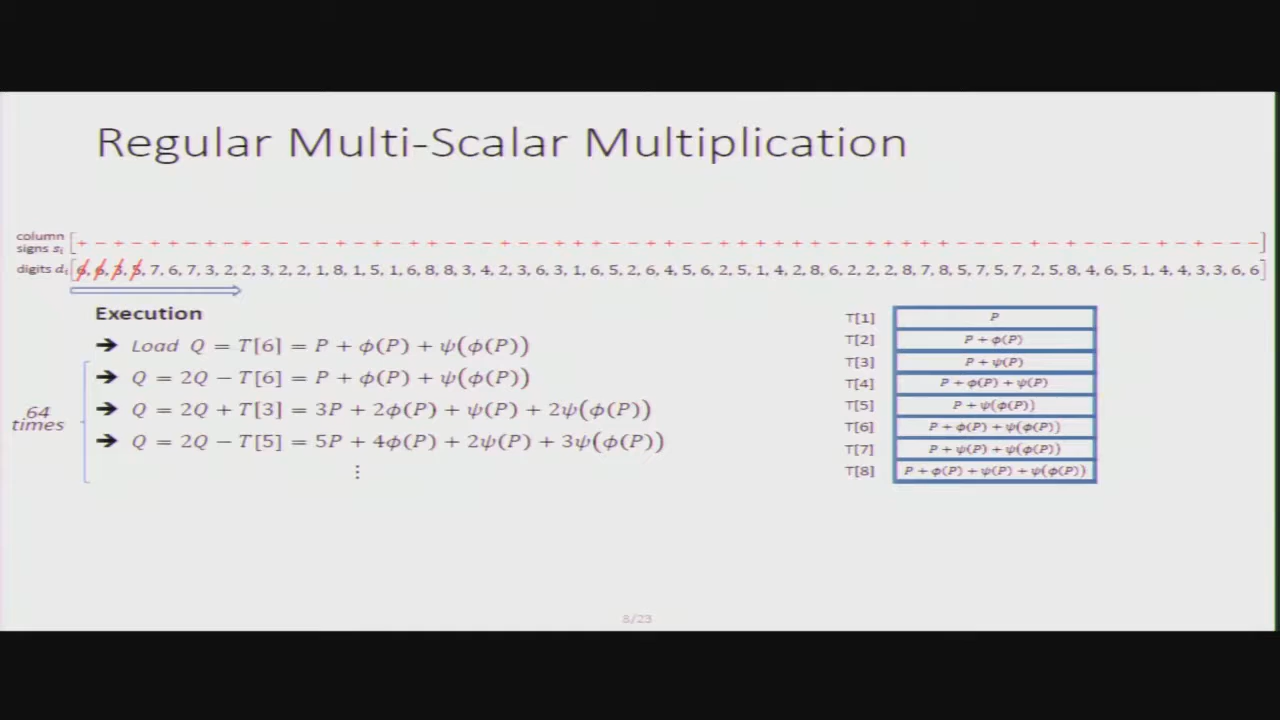 Regular Multi-Scalar Multiplication
column
signs sᵢ
digits dᵢ [6, 6, 3, 5, 7, 6, 7, 3, 2, 2, 3, 2, 2, 1, 8, 1, 5, 1, 6, 8, 8, 3, 4, 2, 3, 6, 3, 1, 6, 5, 2, 6, 4, 5, 6, 2, 5, 1, 4, 2, 8, 6, 2, 2, 2, 8, 7, 8, 5, 7, 5, 7, 2, 5, 8, 4, 6, 5, 1, 4, 4, 3, 3, 6, 6]
Execution
➔ Load Q = T[6] = P + ϕ(P) + ψ(ϕ(P))
➔ Q = 2Q − T[6] = P + ϕ(P) + ψ(ϕ(P))
➔ Q = 2Q + T[3] = 3P + 2ϕ(P) + ψ(P) + 2ψ(ϕ(P))
➔ Q = 2Q − T[5] = 5P + 4ϕ(P) + 2ψ(P) + 3ψ(ϕ(P))
⋮
64
times
T[1] P
T[2] P + ϕ(P)
T[3] P + ψ(P)
T[4] P + ϕ(P) + ψ(P)
T[5] P + ψ(ϕ(P))
T[6] P + ϕ(P) + ψ(ϕ(P))
T[7] P + ψ(P) + ψ(ϕ(P))
T[8] P + ϕ(P) + ψ(P) + ψ(ϕ(P))
8/23